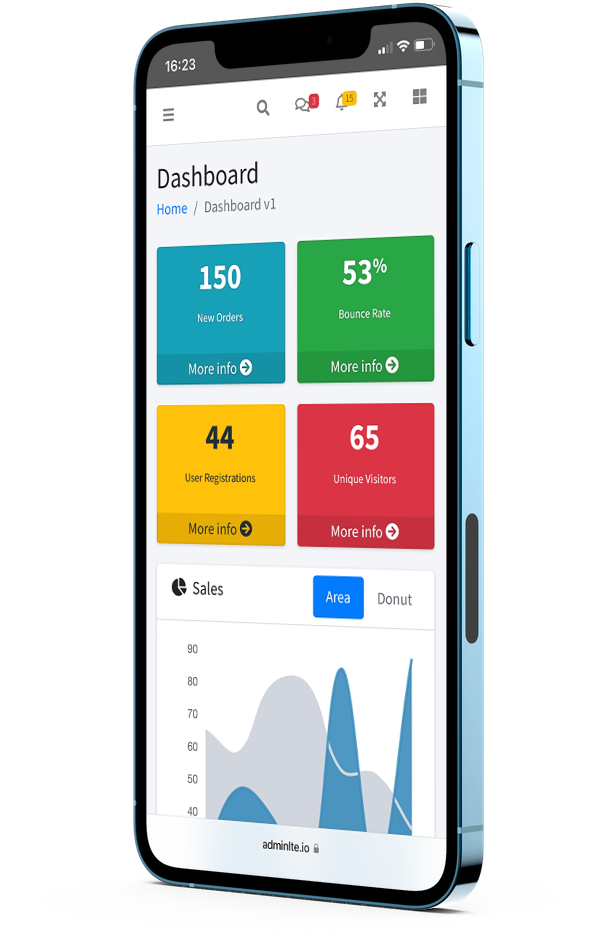 16:23
3 15
Dashboard
Home / Dashboard v1
150 53%
New Orders Bounce Rate
More info More info
44 65
User Registrations Unique Visitors
More info More info
Sales Area Donut
90
80
70
60
50
40
adminlte.io